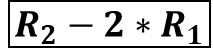 R₂ − 2 * R₁